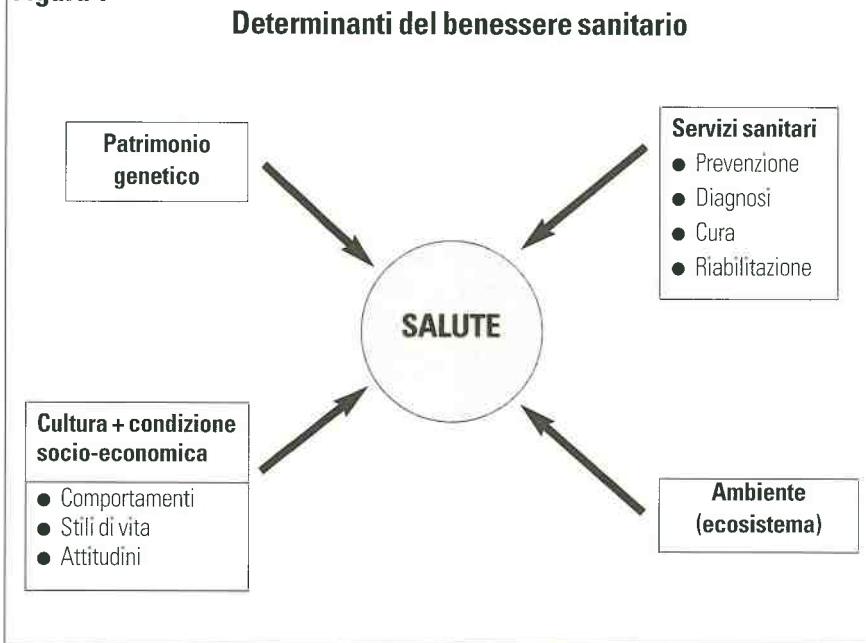 Determinanti del benessere sanitario
Patrimonio
genetico
Servizi sanitari
● Prevenzione
● Diagnosi
● Cura
● Riabilitazione
SALUTE
Cultura + condizione
socio-economica
● Comportamenti
● Stili di vita
● Attitudini
Ambiente
(ecosistema)